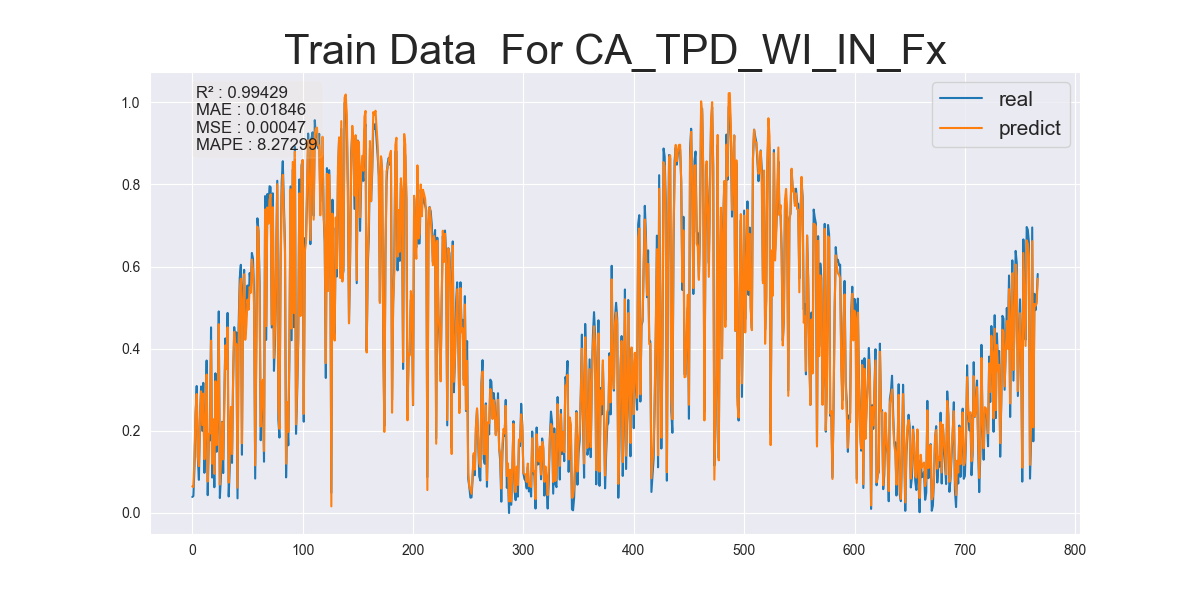 Train Data  For CA_TPD_WI_IN_Fx
R² : 0.99429
MAE : 0.01846
MSE : 0.00047
MAPE : 8.27299
real
predict
1.0
0.8
0.6
0.4
0.2
0.0
0 100 200 300 400 500 600 700 800